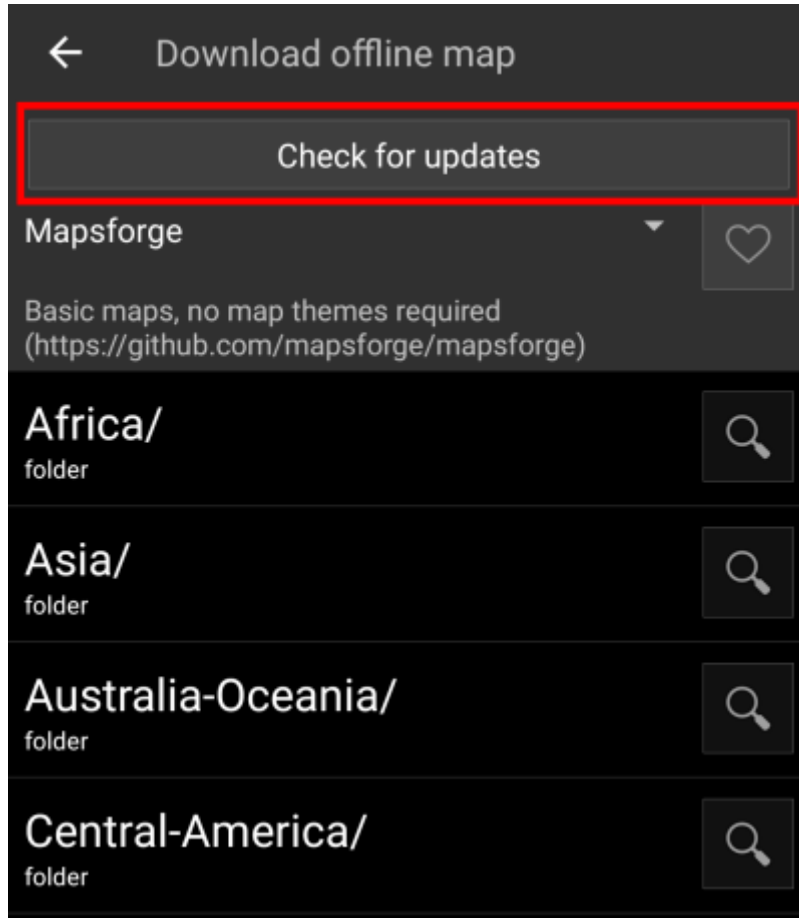 Download offline map
Check for updates
Mapsforge
Basic maps, no map themes required
(https://github.com/mapsforge/mapsforge)
Africa/
folder
Asia/
folder
Australia-Oceania/
folder
Central-America/
folder